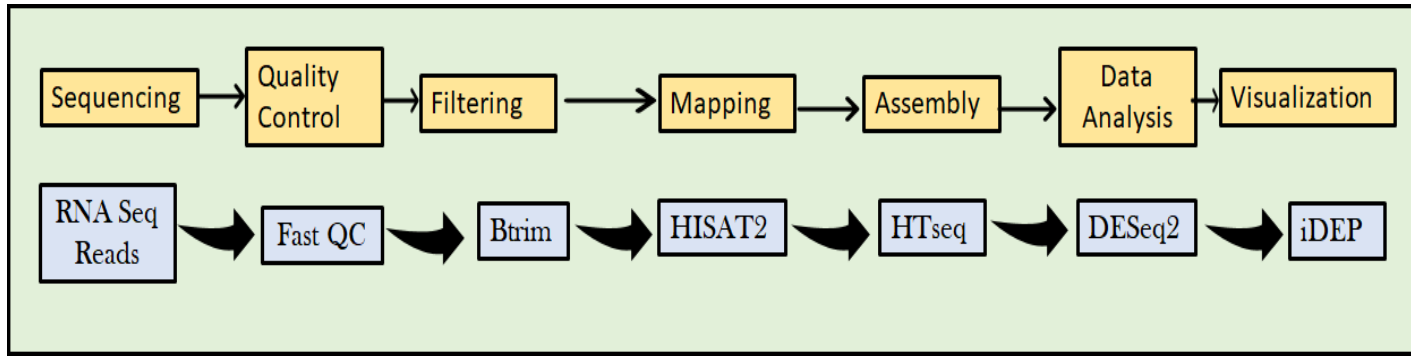 Sequencing
Quality
Control
Filtering
Mapping
Assembly
Data
Analysis
Visualization
RNA Seq
Reads
Fast QC
Btrim
HISAT2
HTseq
DESeq2
iDEP